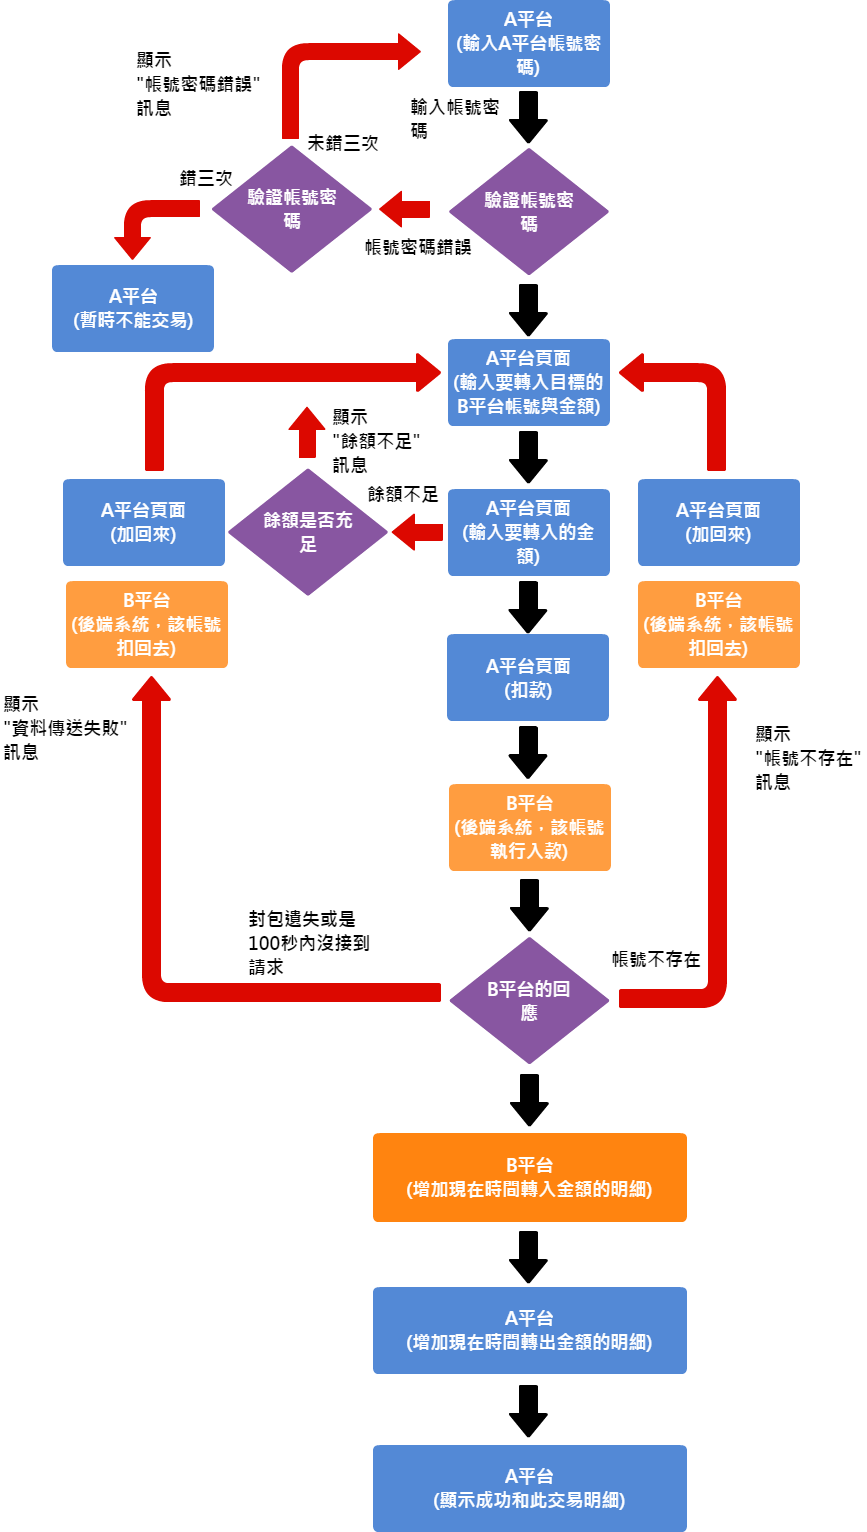 A平台
(輸入A平台帳號密
碼)
顯示
"帳號密碼錯誤"
訊息
輸入帳號密
碼
未錯三次
錯三次
驗證帳號密
碼
驗證帳號密
碼
帳號密碼錯誤
A平台
(暫時不能交易)
A平台頁面
(輸入要轉入目標的
B平台帳號與金額)
顯示
"餘額不足"
訊息
餘額不足
A平台頁面
(加回來)
餘額是否充
足
A平台頁面
(輸入要轉入的金
額)
A平台頁面
(加回來)
B平台
(後端系統，該帳號
扣回去)
B平台
(後端系統，該帳號
扣回去)
A平台頁面
(扣款)
顯示
"資料傳送失敗"
訊息
顯示
"帳號不存在"
訊息
B平台
(後端系統，該帳號
執行入款)
封包遺失或是
100秒內沒接到
請求
帳號不存在
B平台的回
應
B平台
(增加現在時間轉入金額的明細)
A平台
(增加現在時間轉出金額的明細)
A平台
(顯示成功和此交易明細)